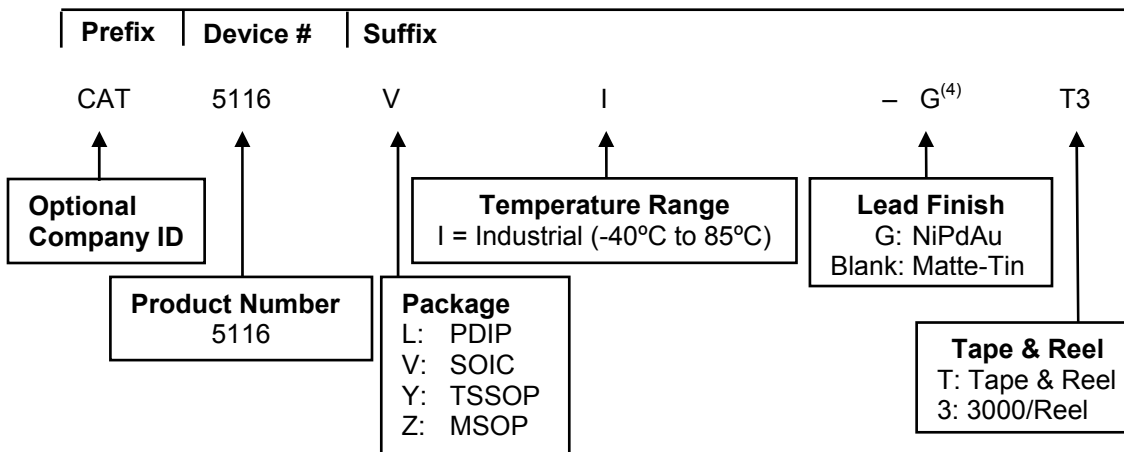 Prefix Device # Suffix
CAT 5116 V I – G(4) T3
Optional
Company ID
Product Number
5116
Package
L: PDIP
V: SOIC
Y: TSSOP
Z: MSOP
Temperature Range
I = Industrial (-40ºC to 85ºC)
Lead Finish
G: NiPdAu
Blank: Matte-Tin
Tape & Reel
T: Tape & Reel
3: 3000/Reel